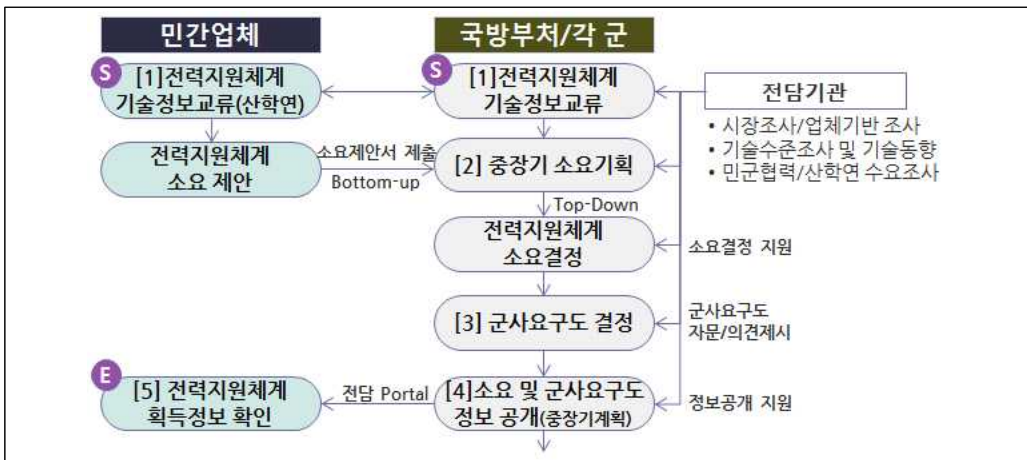 민간업체
국방부처/각 군
S
[1]전력지원체계
기술정보교류(산학연)
S
[1]전력지원체계
기술정보교류
전담기관
• 시장조사/업체기반 조사
• 기술수준조사 및 기술동향
• 민군협력/산학연 수요조사
전력지원체계
소요 제안
소요제안서 제출
Bottom-up
[2] 중장기 소요기획
Top-Down
전력지원체계
소요결정
소요결정 지원
[3] 군사요구도 결정
군사요구도
자문/의견제시
E
[5] 전력지원체계
획득정보 확인
전담 Portal
[4]소요 및 군사요구도
정보 공개(중장기계획)
정보공개 지원